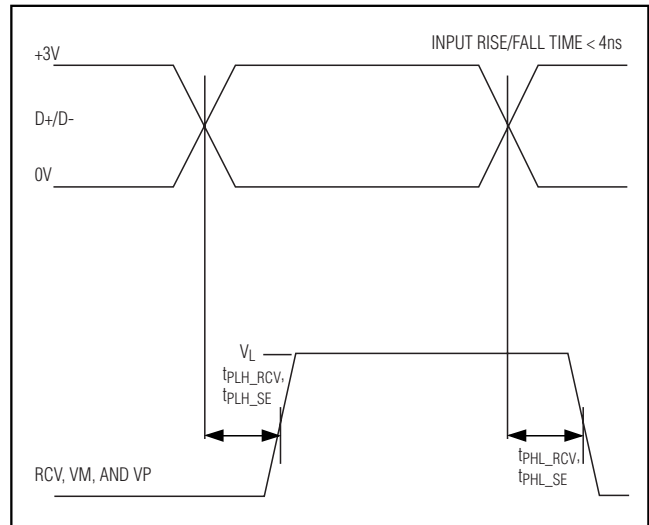 INPUT RISE/FALL TIME < 4ns
+3V
D+/D-
0V
VL
tPLH_RCV,
tPLH_SE
tPHL_RCV,
tPHL_SE
RCV, VM, AND VP